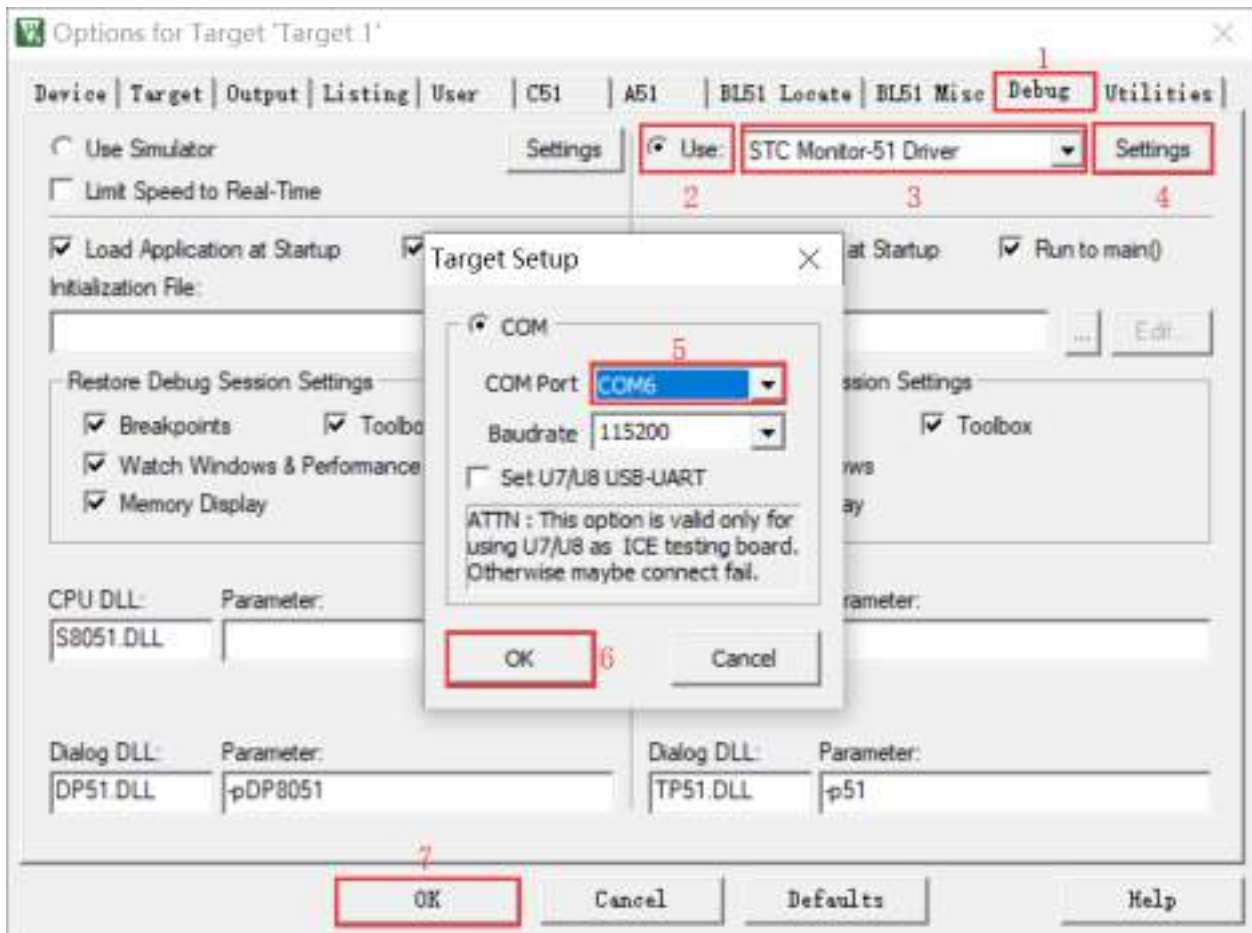 Options for Target 'Target 1'
1
Device | Target | Output | Listing | User | C51 | A51 | BL51 Locate | BL51 Misc Debug Utilities |
Use Simulator Settings Use: STC Monitor-51 Driver Settings
Limit Speed to Real-Time 2 3 4
Load Application at Startup at Startup Run to main()
Initialization File:
... Edit...
Target Setup
COM
5
COM Port COM6
Baudrate 115200
Set U7/U8 USB-UART
ATTN : This option is valid only for
using U7/U8 as ICE testing board.
Otherwise maybe connect fail.
OK 6 Cancel
Restore Debug Session Settings ssion Settings
Breakpoints Toolbo Toolbox
Watch Windows & Performance ows
Memory Display ay
CPU DLL: Parameter: rameter:
S8051.DLL
Dialog DLL: Parameter: Dialog DLL: Parameter:
DP51.DLL -pDP8051 TP51.DLL -p51
7
OK Cancel Defaults Help